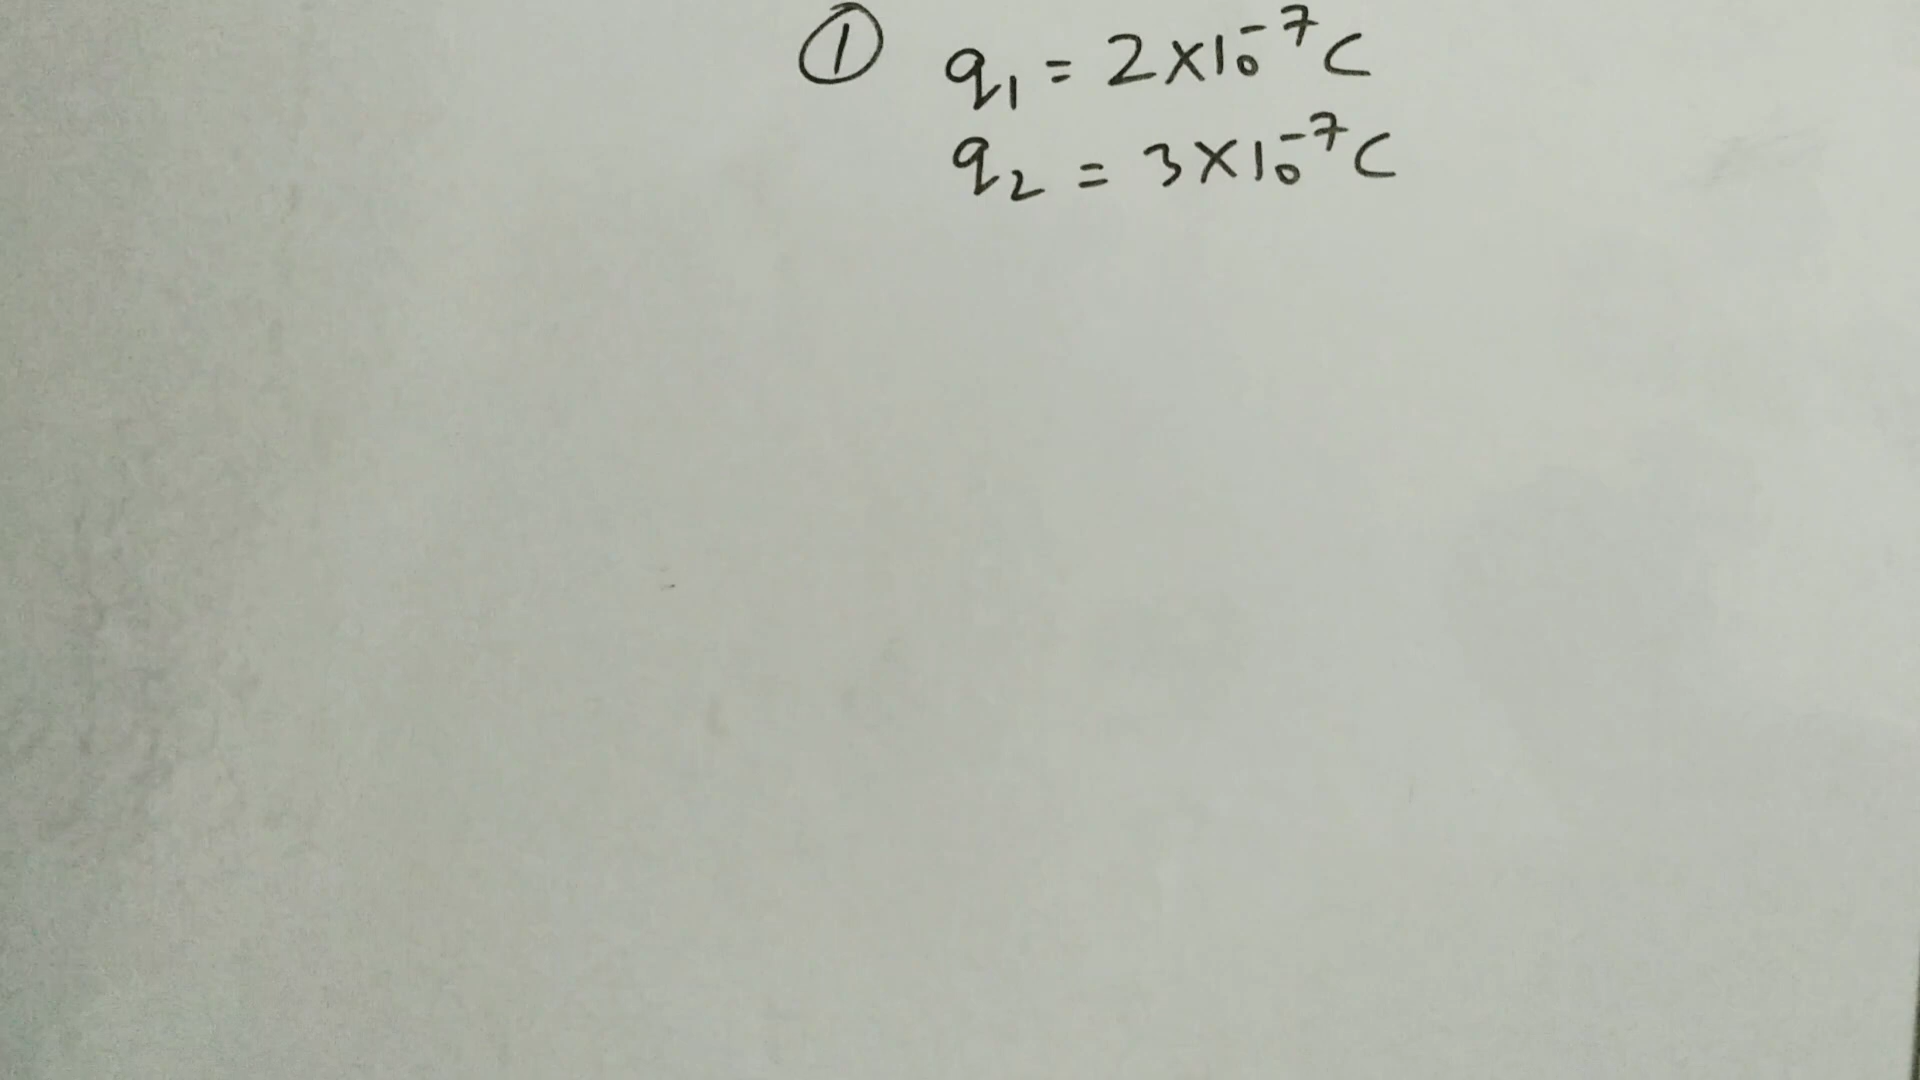 ① q₁ = 2×10⁻⁷C
q₂ = 3×10⁻⁷C